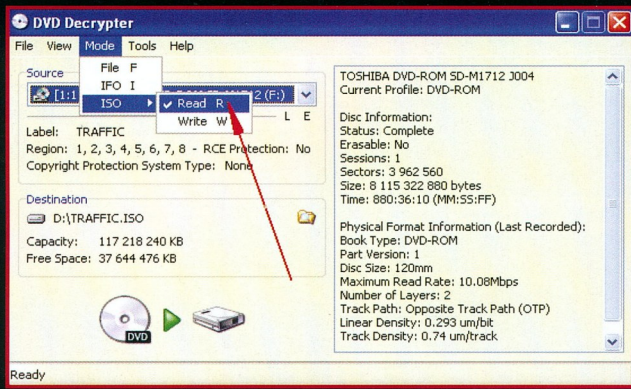 DVD Decrypter
File View Mode Tools Help
File F
IFO I
ISO
Read R
Write W
Source
[1:1 (F:)
L E
Label: TRAFFIC
Region: 1, 2, 3, 4, 5, 6, 7, 8 - RCE Protection: No
Copyright Protection System Type: None
Destination
D:\TRAFFIC.ISO
Capacity: 117 218 240 KB
Free Space: 37 644 476 KB
DVD
TOSHIBA DVD-ROM SD-M1712 J004
Current Profile: DVD-ROM
Disc Information:
Status: Complete
Erasable: No
Sessions: 1
Sectors: 3 962 560
Size: 8 115 322 880 bytes
Time: 880:36:10 (MM:SS:FF)
Physical Format Information (Last Recorded):
Book Type: DVD-ROM
Part Version: 1
Disc Size: 120mm
Maximum Read Rate: 10.08Mbps
Number of Layers: 2
Track Path: Opposite Track Path (OTP)
Linear Density: 0.293 um/bit
Track Density: 0.74 um/track
Ready